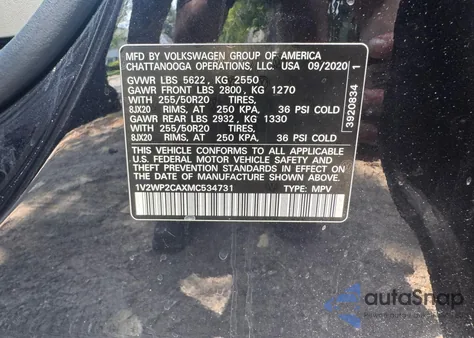 MFD BY VOLKSWAGEN GROUP OF AMERICA
CHATTANOOGA OPERATIONS, LLC. USA 09/2020
GVWR LBS 5622, KG 2550
GAWR FRONT LBS 2800, KG 1270
WITH 255/50R20 TIRES,
8JX20 RIMS, AT 250 KPA, 36 PSI COLD
GAWR REAR LBS 2932, KG 1330
WITH 255/50R20 TIRES,
8JX20 RIMS, AT 250 KPA, 36 PSI COLD
THIS VEHICLE CONFORMS TO ALL APPLICABLE
U.S. FEDERAL MOTOR VEHICLE SAFETY AND
THEFT PREVENTION STANDARDS IN EFFECT ON
THE DATE OF MANUFACTURE SHOWN ABOVE.
1V2WP2CAXMC534731 TYPE: MPV
3920834 1
autoSnap